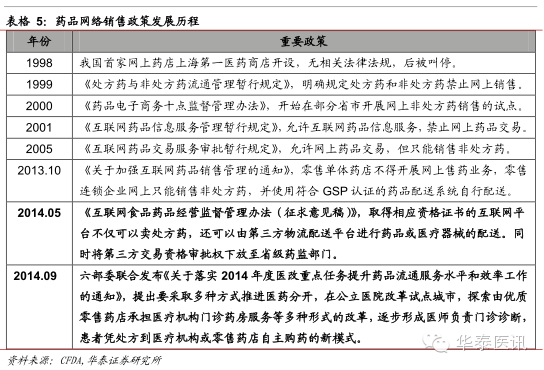 表格 5：药品网络销售政策发展历程
年份 重要政策
1998 我国首家网上药店上海第一医药商店开设，无相关法律法规，后被叫停。
1999 《处方药与非处方药流通管理暂行规定》，明确规定处方药和非处方药禁止网上销售。
2000 《药品电子商务十点监督管理办法》，开始在部分省市开展网上非处方药销售的试点。
2001 《互联网药品信息服务管理暂行规定》，允许互联网药品信息服务，禁止网上药品交易。
2005 《互联网药品交易服务审批暂行规定》，允许网上药品交易，但只能销售非处方药。
2013.10 《关于加强互联网药品销售管理的通知》，零售单体药店不得开展网上售药业务，零售
连锁企业网上只能销售非处方药，并使用符合 GSP 认证的药品配送系统自行配送。
2014.05 《互联网食品药品经营监督管理办法（征求意见稿）》，取得相应资格证书的互联网平
台不仅可以卖处方药，还可以由第三方物流配送平台进行药品或医疗器械的配送。同
时将第三方交易资格审批权下放至省级药监部门。
2014.09 六部委联合发布《关于落实 2014 年度医改重点任务提升药品流通服务水平和效率工作
的通知》，提出要采取多种方式推进医药分开，在公立医院改革试点城市，探索由优质
零售药店承担医疗机构门诊药房服务等多种形式的改革，逐步形成医师负责门诊诊断，
患者凭处方到医疗机构或零售药店自主购药的新模式。
资料来源：CFDA,华泰证券研究所
华泰医讯